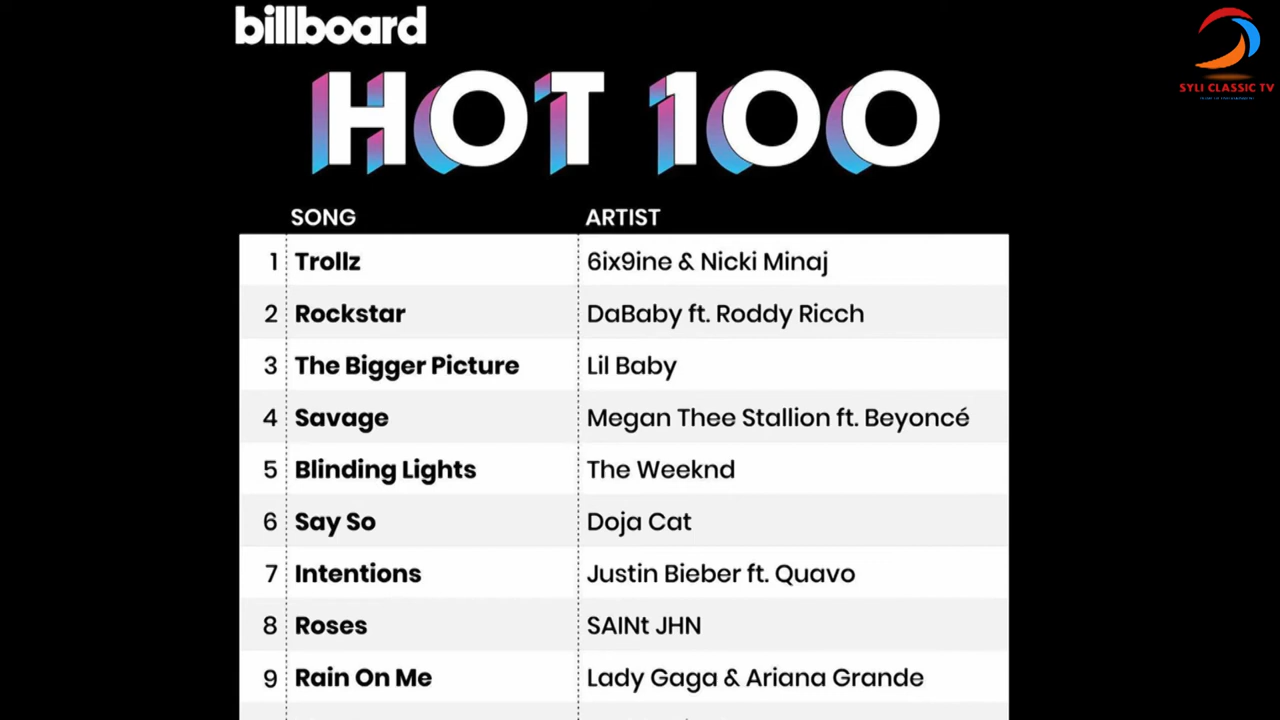 billboard
HOT 100
SYLI CLASSIC TV
SONG ARTIST
1 Trollz 6ix9ine & Nicki Minaj
2 Rockstar DaBaby ft. Roddy Ricch
3 The Bigger Picture Lil Baby
4 Savage Megan Thee Stallion ft. Beyoncé
5 Blinding Lights The Weeknd
6 Say So Doja Cat
7 Intentions Justin Bieber ft. Quavo
8 Roses SAINt JHN
9 Rain On Me Lady Gaga & Ariana Grande